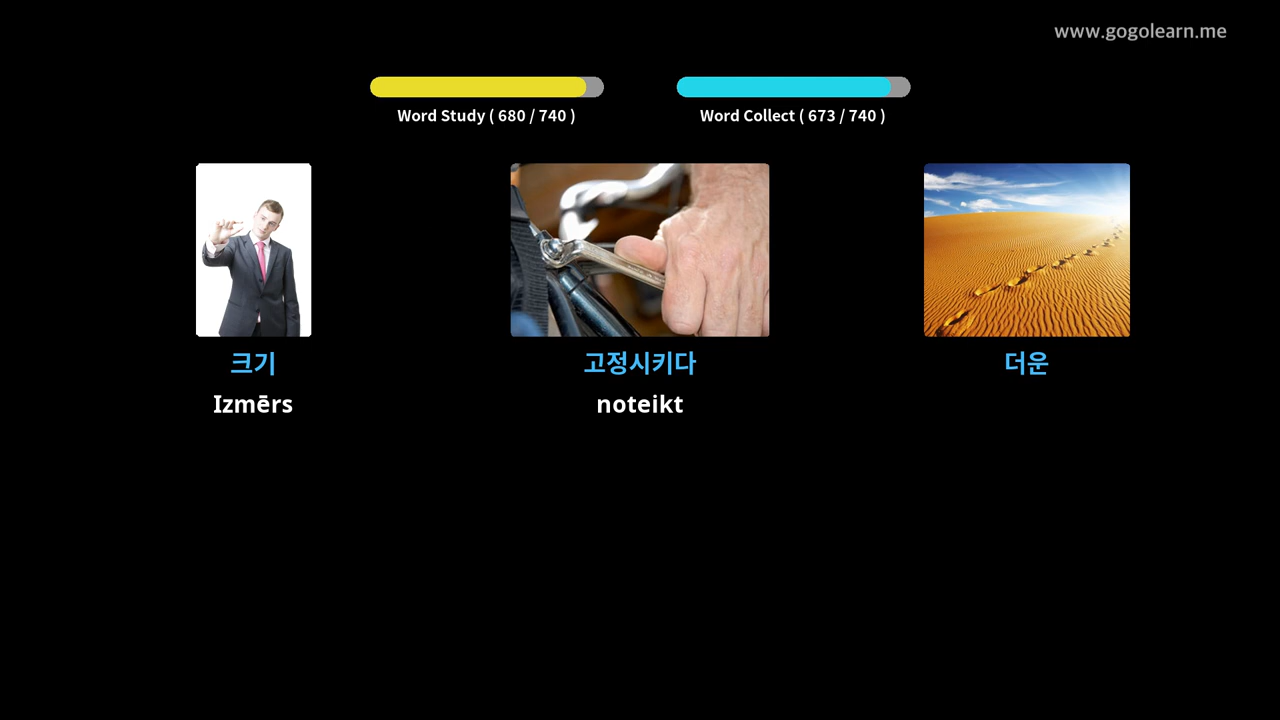 www.gogolearn.me
Word Study ( 680 / 740 )
Word Collect ( 673 / 740 )
크기
고정시키다
더운
Izmērs
noteikt